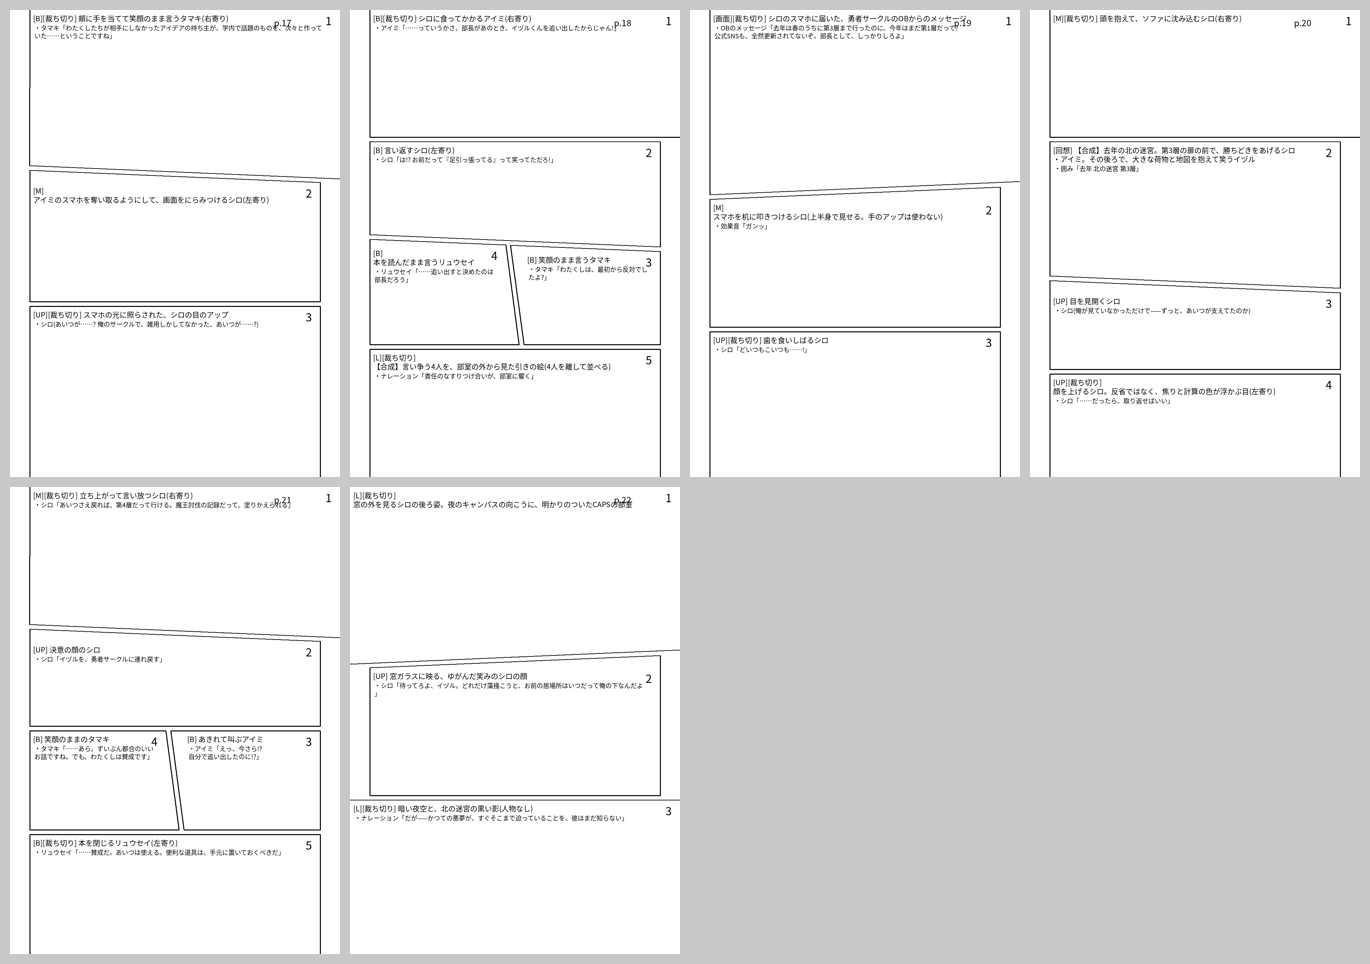 p.17
1
[B][裁ち切り] 頬に手を当てて笑顔のまま言うタマキ(右寄り)
・タマキ「わたくしたちが相手にしなかったアイデアの持ち主が、学内で話題のものを、次々と作って
いた……ということですね」
2
[M]
アイミのスマホを奪い取るようにして、画面をにらみつけるシロ(左寄り)
3
[UP][裁ち切り] スマホの光に照らされた、シロの目のアップ
・シロ(あいつが……? 俺のサークルで、雑用しかしてなかった、あいつが……?)
p.18
1
[B][裁ち切り] シロに食ってかかるアイミ(右寄り)
・アイミ「……っていうかさ、部長があのとき、イヅルくんを追い出したからじゃん!」
2
[B] 言い返すシロ(左寄り)
・シロ「は!? お前だって『足引っ張ってる』って笑ってただろ!」
3
[B] 笑顔のまま言うタマキ
・タマキ「わたくしは、最初から反対でし
たよ?」
4
[B]
本を読んだまま言うリュウセイ
・リュウセイ「……追い出すと決めたのは
部長だろう」
5
[L][裁ち切り]
【合成】言い争う4人を、部室の外から見た引きの絵(4人を離して並べる)
・ナレーション「責任のなすりつけ合いが、部室に響く」
p.19
1
[画面][裁ち切り] シロのスマホに届いた、勇者サークルのOBからのメッセージ
・OBのメッセージ「去年は春のうちに第3層まで行ったのに、今年はまだ第1層だって?
公式SNSも、全然更新されてないぞ。部長として、しっかりしろよ」
2
[M]
スマホを机に叩きつけるシロ(上半身で見せる。手のアップは使わない)
・効果音「ガンッ」
3
[UP][裁ち切り] 歯を食いしばるシロ
・シロ「どいつもこいつも……!」
p.20
1
[M][裁ち切り] 頭を抱えて、ソファに沈み込むシロ(右寄り)
2
[回想] 【合成】去年の北の迷宮。第3層の扉の前で、勝ちどきをあげるシロ
・アイミ。その後ろで、大きな荷物と地図を抱えて笑うイヅル
・囲み「去年 北の迷宮 第3層」
3
[UP] 目を見開くシロ
・シロ(俺が見ていなかっただけで——ずっと、あいつが支えてたのか)
4
[UP][裁ち切り]
顔を上げるシロ。反省ではなく、焦りと計算の色が浮かぶ目(左寄り)
・シロ「……だったら、取り返せばいい」
p.21
1
[M][裁ち切り] 立ち上がって言い放つシロ(右寄り)
・シロ「あいつさえ戻れば、第4層だって行ける。魔王討伐の記録だって、塗りかえられる」
2
[UP] 決意の顔のシロ
・シロ「イヅルを、勇者サークルに連れ戻す」
3
[B] あきれて叫ぶアイミ
・アイミ「えっ、今さら!?
自分で追い出したのに!?」
4
[B] 笑顔のままのタマキ
・タマキ「……あら。ずいぶん都合のいい
お話ですね。でも、わたくしは賛成です」
5
[B][裁ち切り] 本を閉じるリュウセイ(左寄り)
・リュウセイ「……賛成だ。あいつは使える。便利な道具は、手元に置いておくべきだ」
p.22
1
[L][裁ち切り]
窓の外を見るシロの後ろ姿。夜のキャンパスの向こうに、明かりのついたCAPSの部室
2
[UP] 窓ガラスに映る、ゆがんだ笑みのシロの顔
・シロ「待ってろよ、イヅル。どれだけ藻掻こうと、お前の居場所はいつだって俺の下なんだよ
」
3
[L][裁ち切り] 暗い夜空と、北の迷宮の黒い影(人物なし)
・ナレーション「だが——かつての悪夢が、すぐそこまで迫っていることを、彼はまだ知らない」